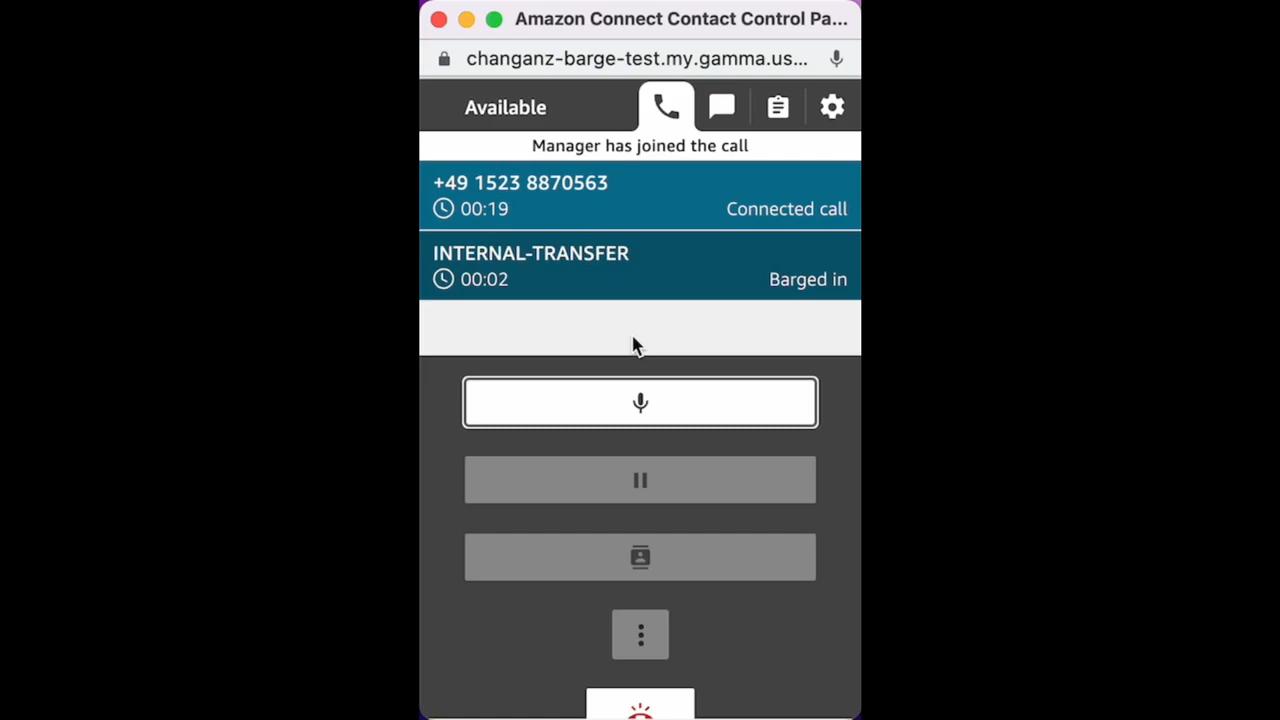 Amazon Connect Contact Control Pa...
changanz-barge-test.my.gamma.us...
Available
Manager has joined the call
+49 1523 8870563
00:19 Connected call
INTERNAL-TRANSFER
00:02 Barged in